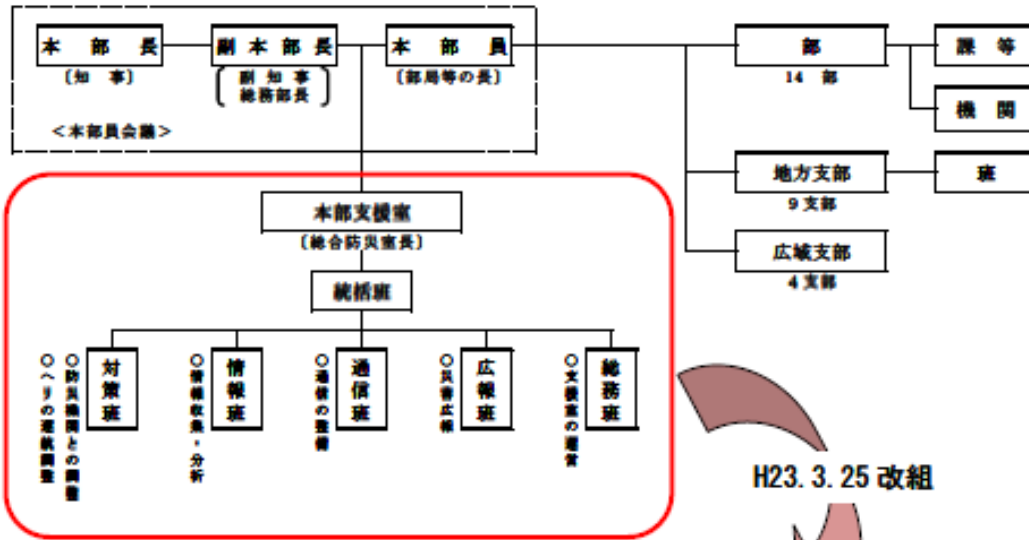 本部長
副本部長
本部員
部
課等
〔知 事〕
副知事
総務部長
〔部局等の長〕
14 部
機関
＜本部員会議＞
地方支部
班
9支部
本部支援室
〔総合防災室長〕
広域支部
4支部
統括班
対策班
○防災機関との調整
○ヘリの運航調整
情報班
○情報収集・分析
通信班
○通信の整備
広報班
○災害広報
総務班
○支援室の運営
H23.3.25 改組